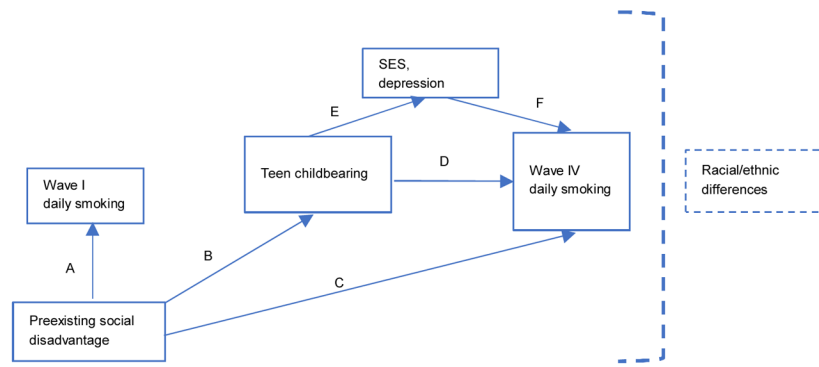 SES,
depression
E
F
Teen childbearing
D
Wave IV
daily smoking
Racial/ethnic
differences
Wave I
daily smoking
A
B
C
Preexisting social
disadvantage